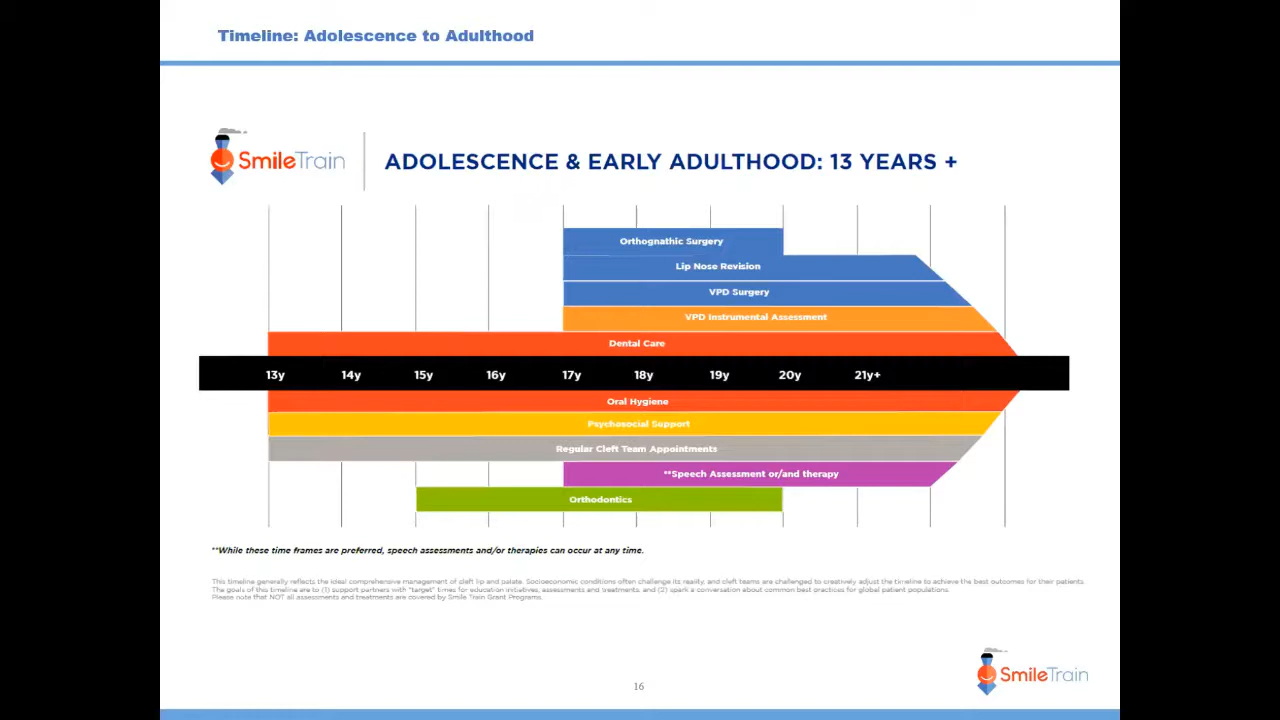 Timeline: Adolescence to Adulthood
SmileTrain
ADOLESCENCE & EARLY ADULTHOOD: 13 YEARS +
Orthognathic Surgery
Lip Nose Revision
VPD Surgery
VPD Instrumental Assessment
Dental Care
13y 14y 15y 16y 17y 18y 19y 20y 21y+
Oral Hygiene
Psychosocial Support
Regular Cleft Team Appointments
**Speech Assessment or/and therapy
Orthodontics
**While these time frames are preferred, speech assessments and/or therapies can occur at any time.
This timeline generally reflects the ideal comprehensive management of cleft lip and palate. Socioeconomic conditions often challenge its reality, and cleft teams are challenged to creatively adjust the timeline to achieve the best outcomes for their patients.
The goals of this timeline are to (1) support partners with "target" times for education initiatives, assessments and treatments, and (2) spark a conversation about common best practices for global patient populations.
Please note that NOT all assessments and treatments are covered by Smile Train Grant Programs.
SmileTrain
16